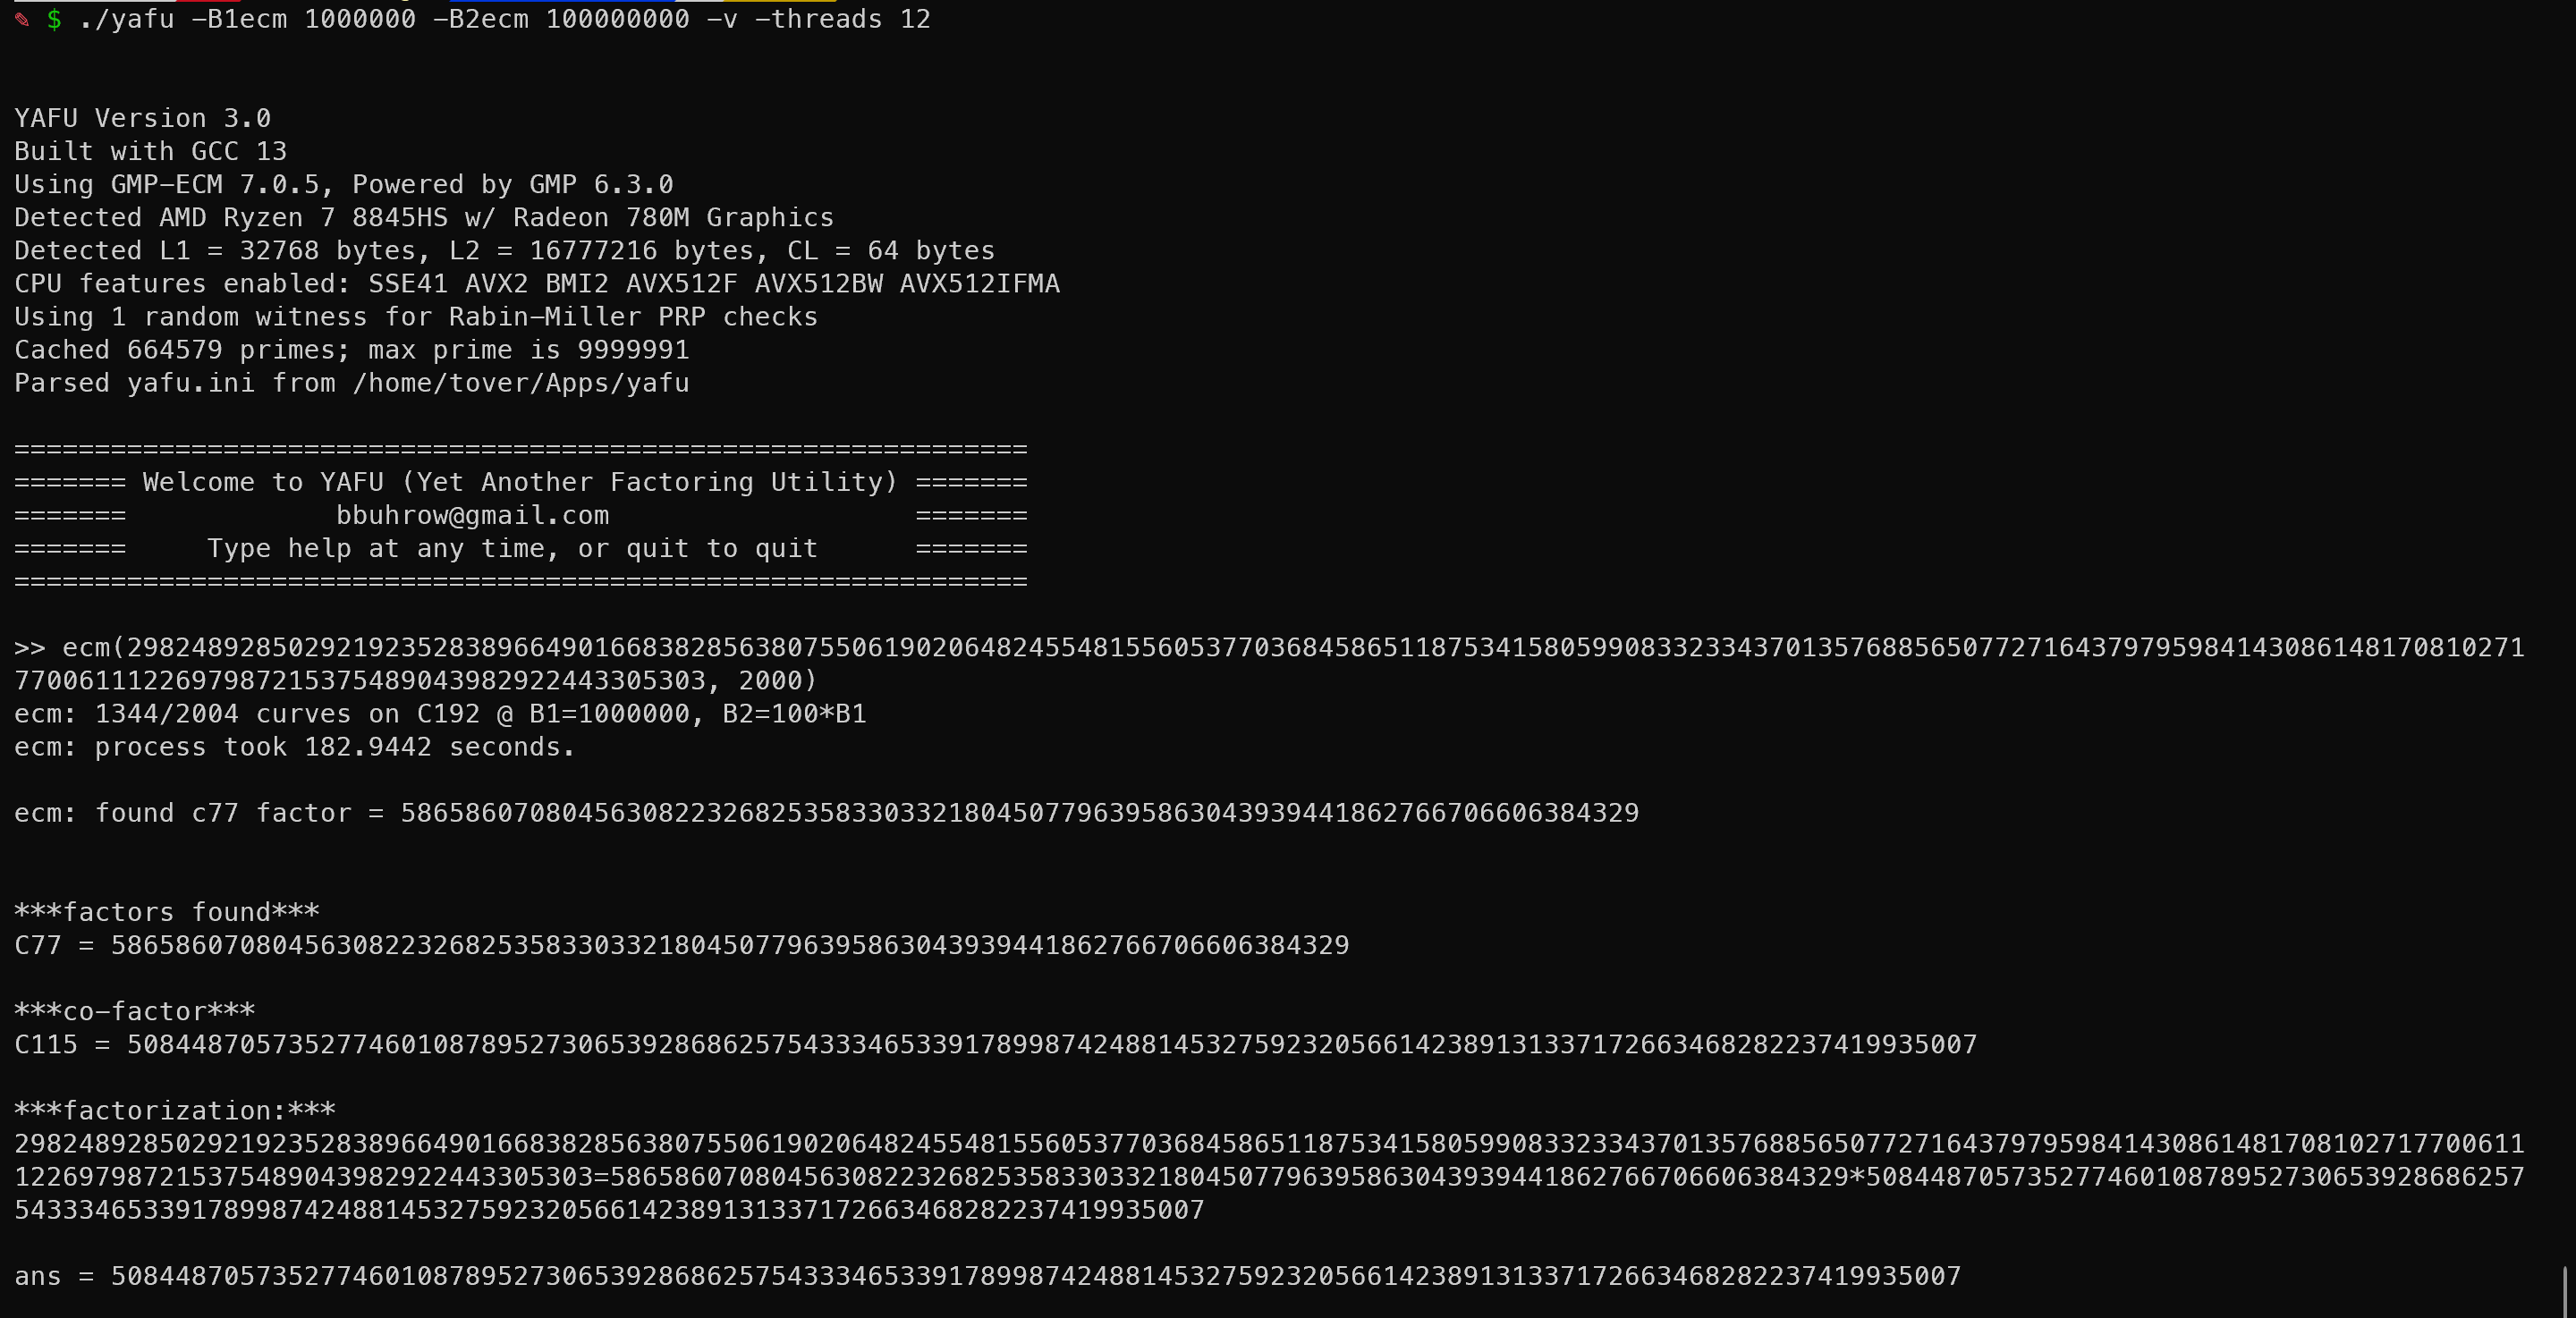 ✎ $ ./yafu -B1ecm 1000000 -B2ecm 100000000 -v -threads 12
YAFU Version 3.0
Built with GCC 13
Using GMP-ECM 7.0.5, Powered by GMP 6.3.0
Detected AMD Ryzen 7 8845HS w/ Radeon 780M Graphics
Detected L1 = 32768 bytes, L2 = 16777216 bytes, CL = 64 bytes
CPU features enabled: SSE41 AVX2 BMI2 AVX512F AVX512BW AVX512IFMA
Using 1 random witness for Rabin-Miller PRP checks
Cached 664579 primes; max prime is 9999991
Parsed yafu.ini from /home/tover/Apps/yafu
===============================================================
======= Welcome to YAFU (Yet Another Factoring Utility) =======
======= bbuhrow@gmail.com =======
======= Type help at any time, or quit to quit =======
===============================================================
>> ecm(298248928502921923528389664901668382856380755061902064824554815560537703684586511875341580599083323343701357688565077271643797959841430861481708102717
7006111226979872153754890439829224433053​03, 2000)
ecm: 1344/2004 curves on C192 @ B1=1000000, B2=100*B1
ecm: process took 182.9442 seconds.
ecm: found c77 factor = 58658607080456308223268253583303321804507796395863043939441862766706606384329
***factors found***
C77 = 58658607080456308223268253583303321804507796395863043939441862766706606384329
***co-factor***
C115 = 5084487057352774601087895273065392868625754333465339178998742488145327592320566142389131337172663468282237419935007
***factorization:***
298248928502921923528389664901668382856380755061902064824554815560537703684586511875341580599083323343701357688565077271643797959841430861481708102717700611
122697987215375489043982922443305303=58658607080456308223268253583303321804507796395863043939441862766706606384329*50844870573527746010878952730653928686257
54333465339178998742488145327592320566142389131337172663468282237419935007
ans = 5084487057352774601087895273065392868625754333465339178998742488145327592320566142389131337172663468282237419935007